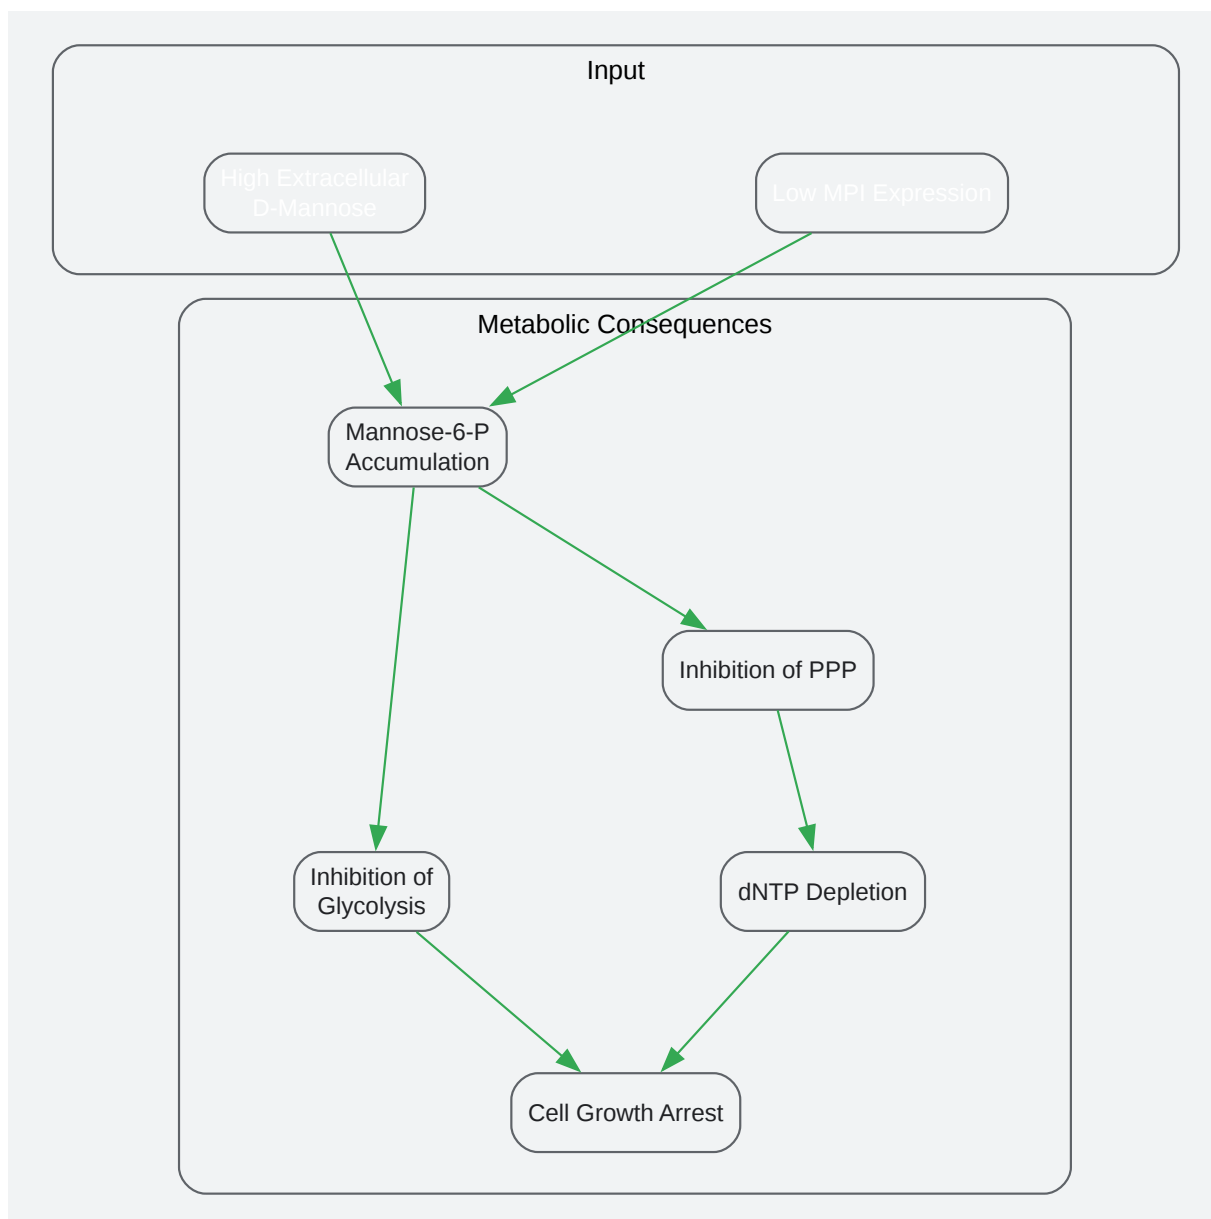 Input
High Extracellular
D-Mannose
Low MPI Expression
Metabolic Consequences
Mannose-6-P
Accumulation
Inhibition of PPP
Inhibition of
Glycolysis
dNTP Depletion
Cell Growth Arrest